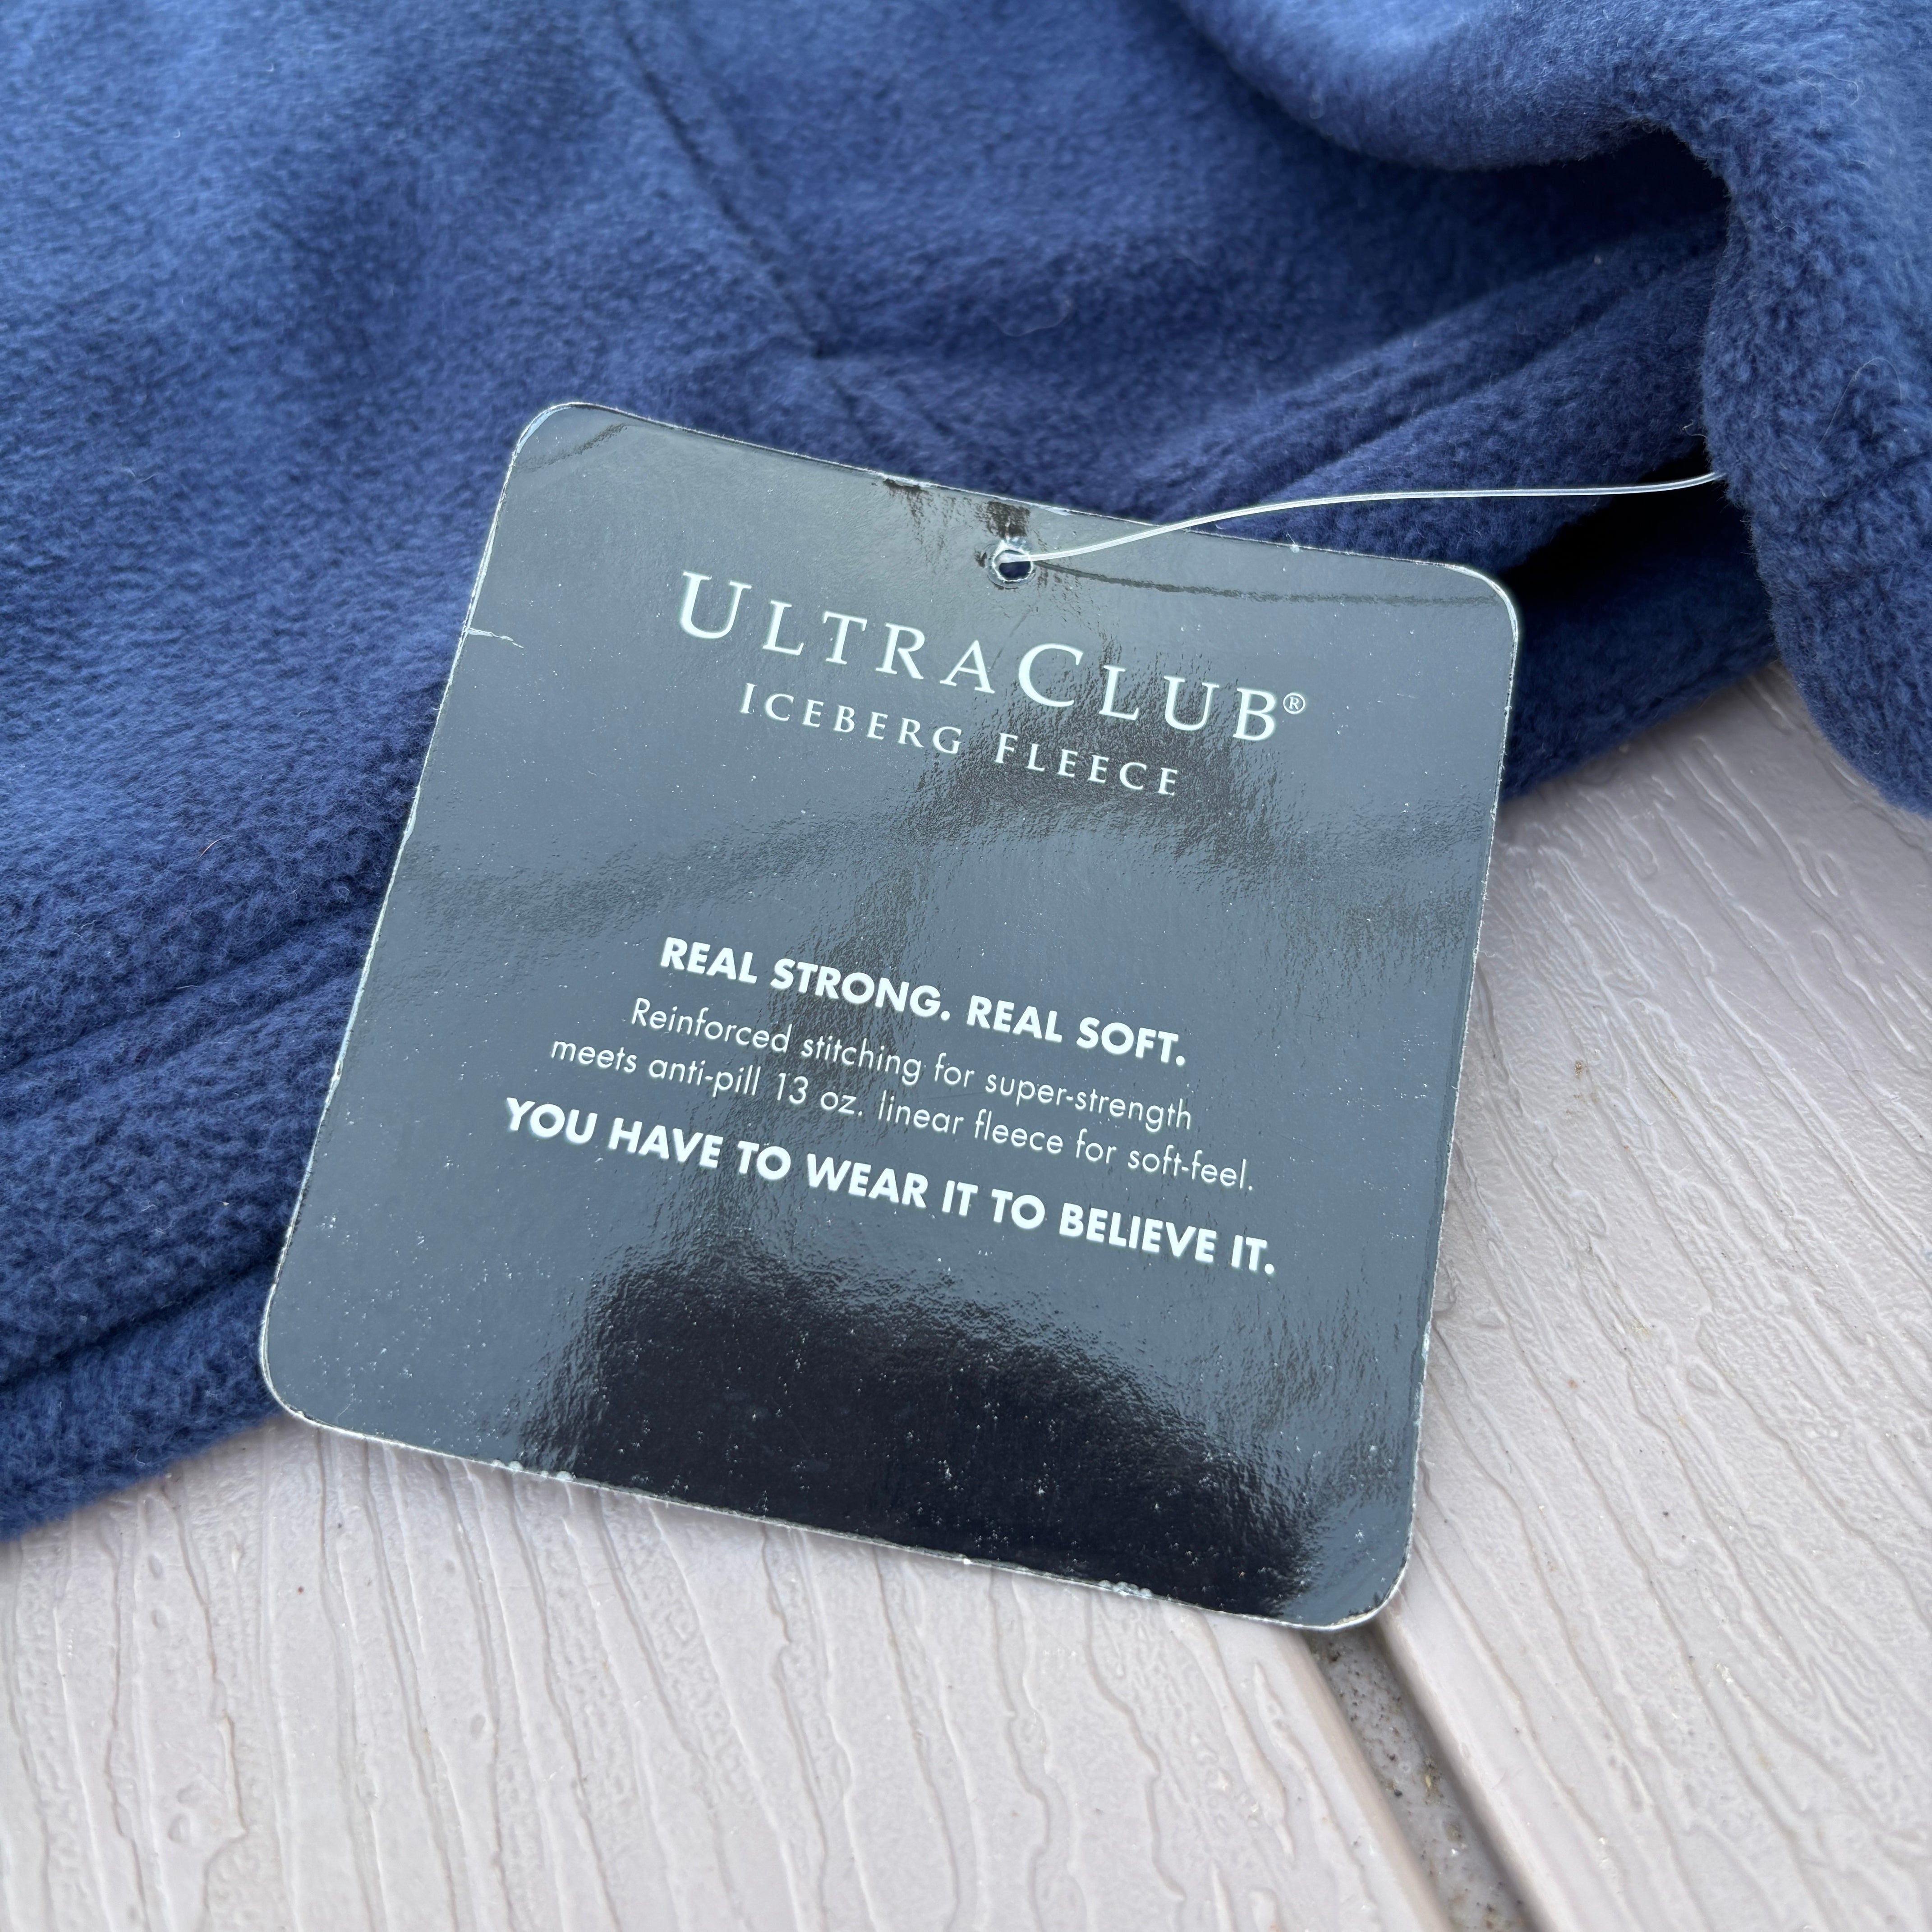 ULTRACLUB®
ICEBERG FLEECE
REAL STRONG. REAL SOFT.
Reinforced stitching for super-strength
meets anti-pill 13 oz. linear fleece for soft-feel.
YOU HAVE TO WEAR IT TO BELIEVE IT.